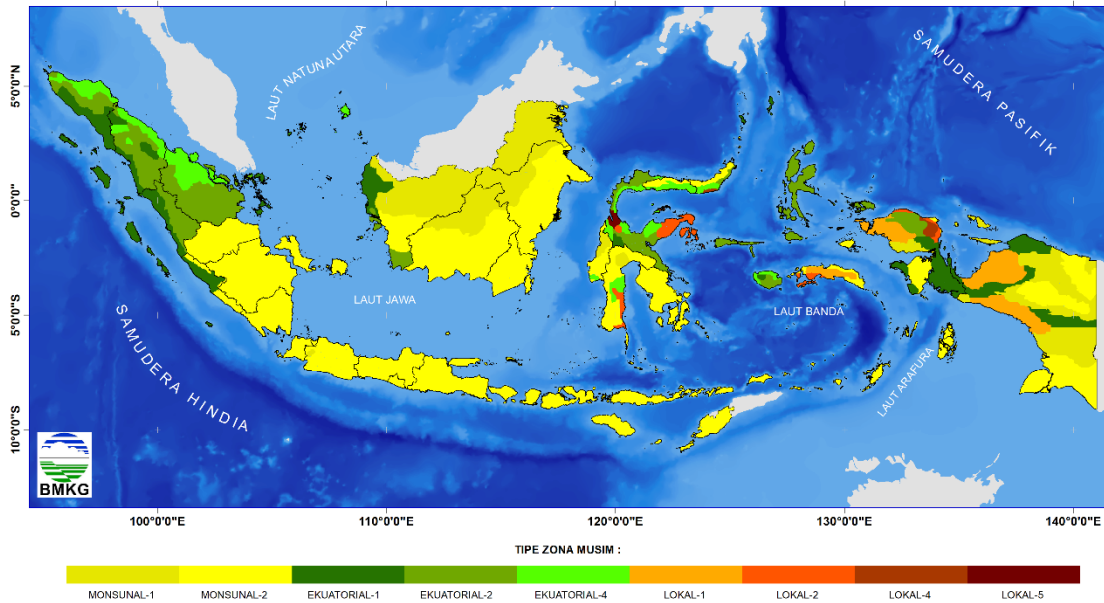 SAMUDERA PASIFIK
LAUT NATUNAUTARA
5°0'0"N
0°0'0"
5°0'0"S
10°0'0"S
LAUT JAWA
LAUT BANDA
LAUT ARAFURA
SAMUDERA HINDIA
BMKG
100°0'0"E
110°0'0"E
120°0'0"E
130°0'0"E
140°0'0"E
TIPE ZONA MUSIM :
MONSUNAL-1
MONSUNAL-2
EKUATORIAL-1
EKUATORIAL-2
EKUATORIAL-4
LOKAL-1
LOKAL-2
LOKAL-4
LOKAL-5